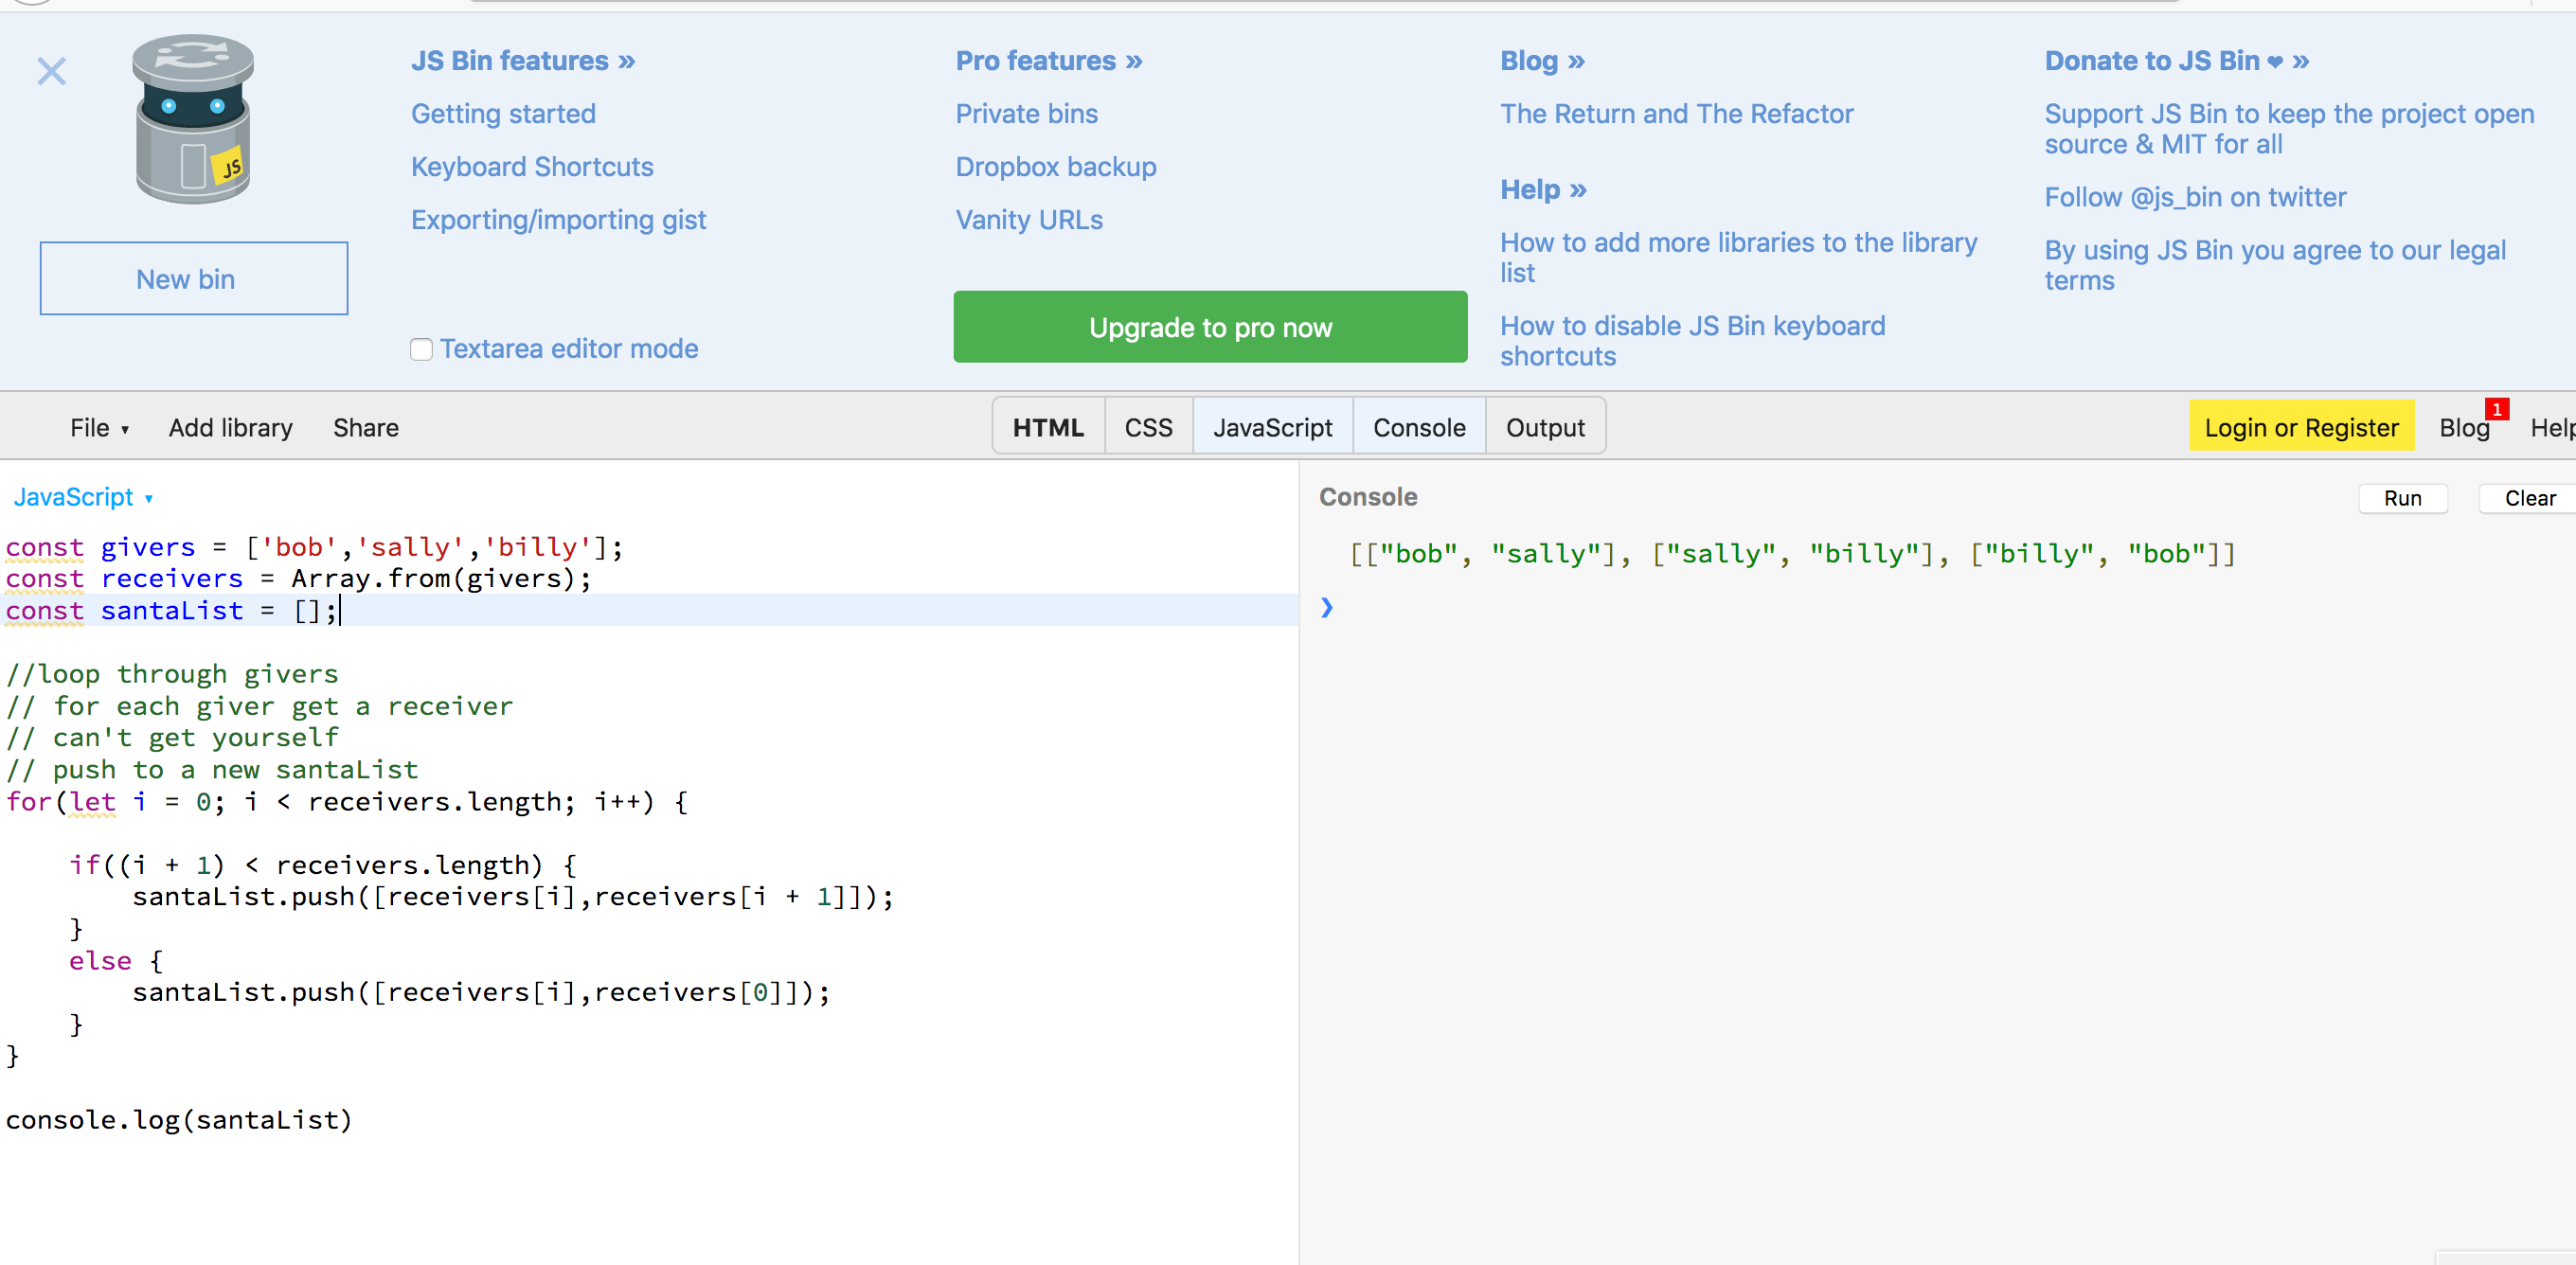 JS
New bin
JS Bin features »
Getting started
Keyboard Shortcuts
Exporting/importing gist
Textarea editor mode
Pro features »
Private bins
Dropbox backup
Vanity URLs
Upgrade to pro now
Blog »
The Return and The Refactor
Help »
How to add more libraries to the library
list
How to disable JS Bin keyboard
shortcuts
Donate to JS Bin ❤ »
Support JS Bin to keep the project open
source & MIT for all
Follow @js_bin on twitter
By using JS Bin you agree to our legal
terms
File ▾ Add library Share HTML CSS JavaScript Console Output Login or Register Blog 1 Help
JavaScript ▾
const givers = ['bob','sally','billy'];
const receivers = Array.from(givers);
const santaList = [];
//loop through givers
// for each giver get a receiver
// can't get yourself
// push to a new santaList
for(let i = 0; i < receivers.length; i++) {
if((i + 1) < receivers.length) {
santaList.push([receivers[i],receivers[i + 1]]);
}
else {
santaList.push([receivers[i],receivers[0]]);
}
}
console.log(santaList)
Console Run Clear
[["bob", "sally"], ["sally", "billy"], ["billy", "bob"]]
❯